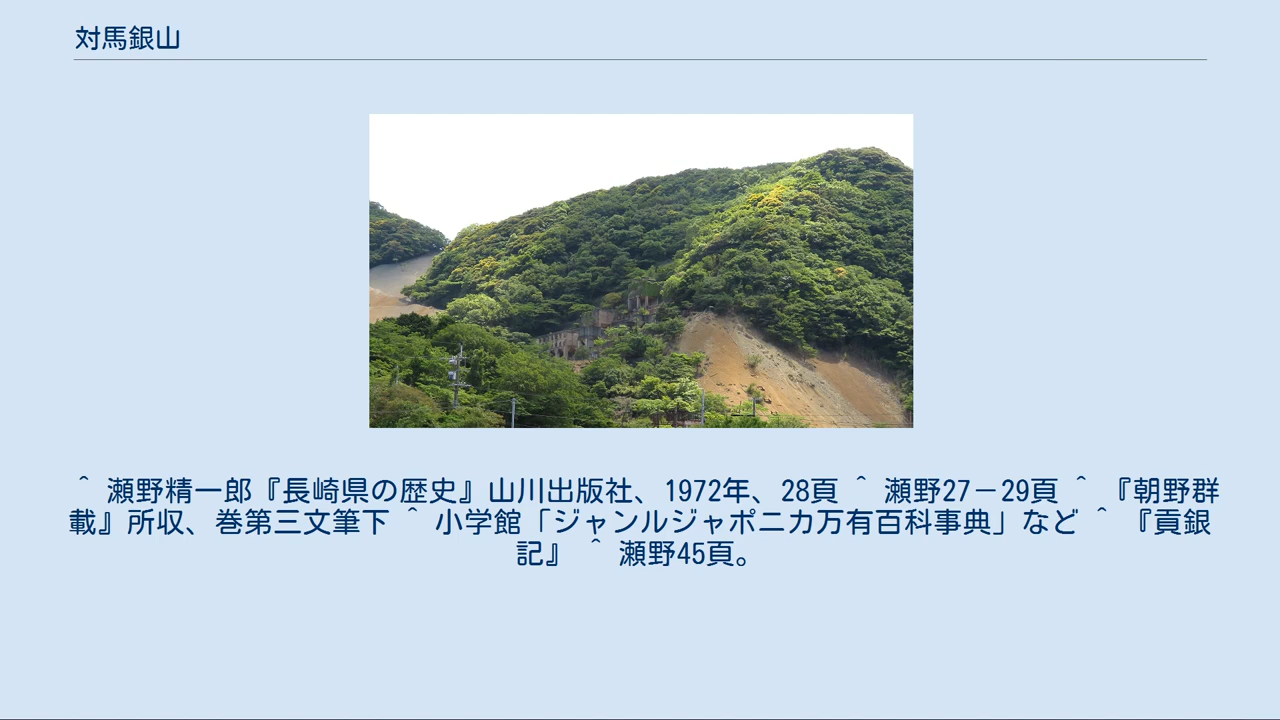 対馬銀山
＾ 瀬野精一郎『長崎県の歴史』山川出版社、1972年、28頁 ＾ 瀬野27－29頁 ＾ 『朝野群
載』所収、巻第三文筆下 ＾ 小学館「ジャンルジャポニカ万有百科事典」など ＾ 『貢銀
記』 ＾ 瀬野45頁。